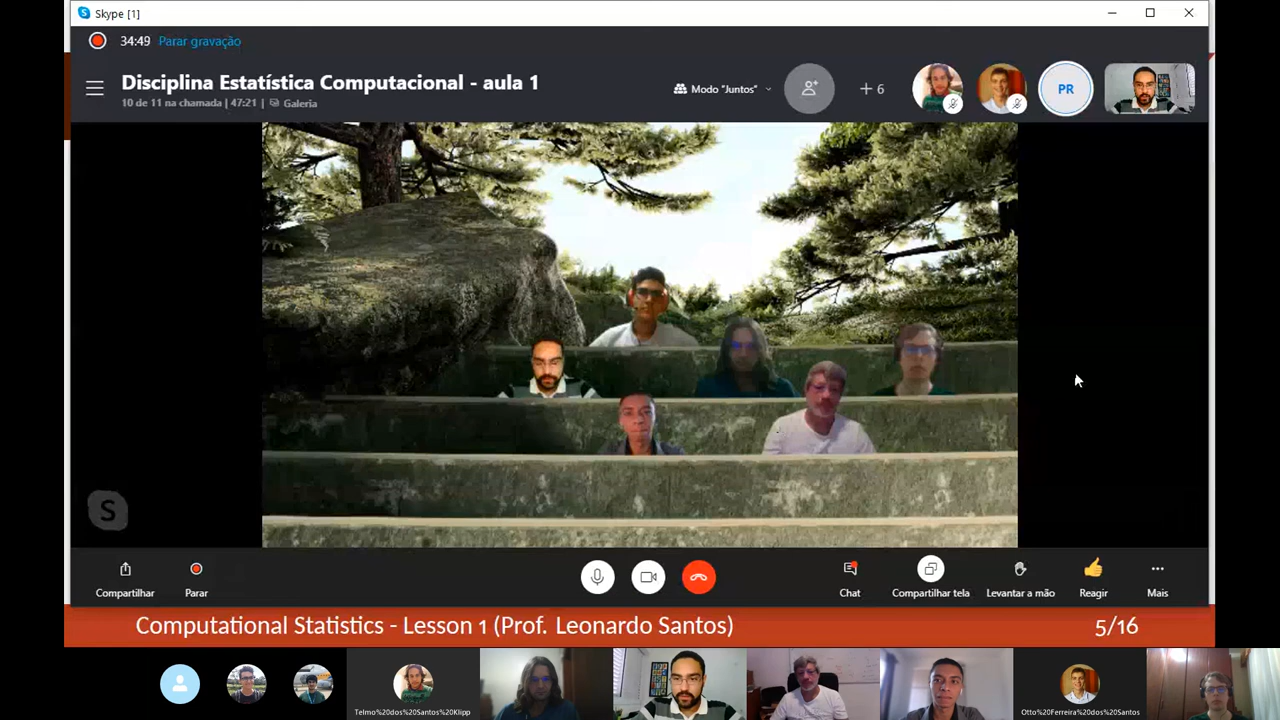 Skype [1]
34:49 Parar gravação
Disciplina Estatística Computacional - aula 1
10 de 11 na chamada | 47:21 | Galeria
Modo "Juntos"
+ 6
PR
S
Compartilhar
Parar
Chat
Compartilhar tela
Levantar a mão
Reagir
Mais
Computational Statistics - Lesson 1 (Prof. Leonardo Santos)
5/16
Telmo%20dos%20Santos%20Klipp
Otto%20Ferreira%20dos%20Santos